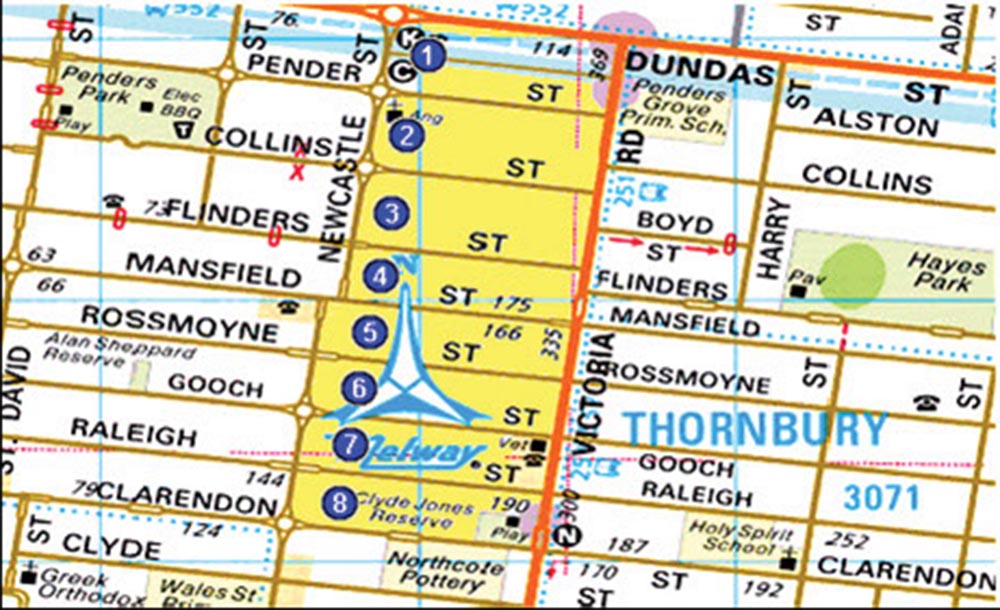 552
552
ST
76
ST
ST
ST
ADAI
K
1
114
369
PENDER
C
DUNDAS
Penders
Park
Elec
BBQ
Play
ST
Penders
Grove
Prim. Sch.
ST
ST
ALSTON
Ang
2
COLLINS
RD
NEWCASTLE
ST
COLLINS
251
73
FLINDERS
3
BOYD
HARRY
ST
ST
63
MANSFIELD
4
N
Hayes
Park
Pav
66
ST
175
FLINDERS
ROSSMOYNE
5
166
335
MANSFIELD
Alan Sheppard
Reserve
ST
VICTORIA
ST. DAVID
GOOCH
6
ROSSMOYNE
ST
ST
ST
RALEIGH
7
Melway
Vet
THORNBURY
ST
25
GOOCH
144
RALEIGH
3071
79
CLARENDON
8
Clyde Jones
Reserve
190
Play
300
ST
124
N
Holy Spirit
School
CLYDE
187
252
Greek
Orthodox
Wales St
Prim
Northcote
Pottery
170
ST
192
CLARENDON
ST